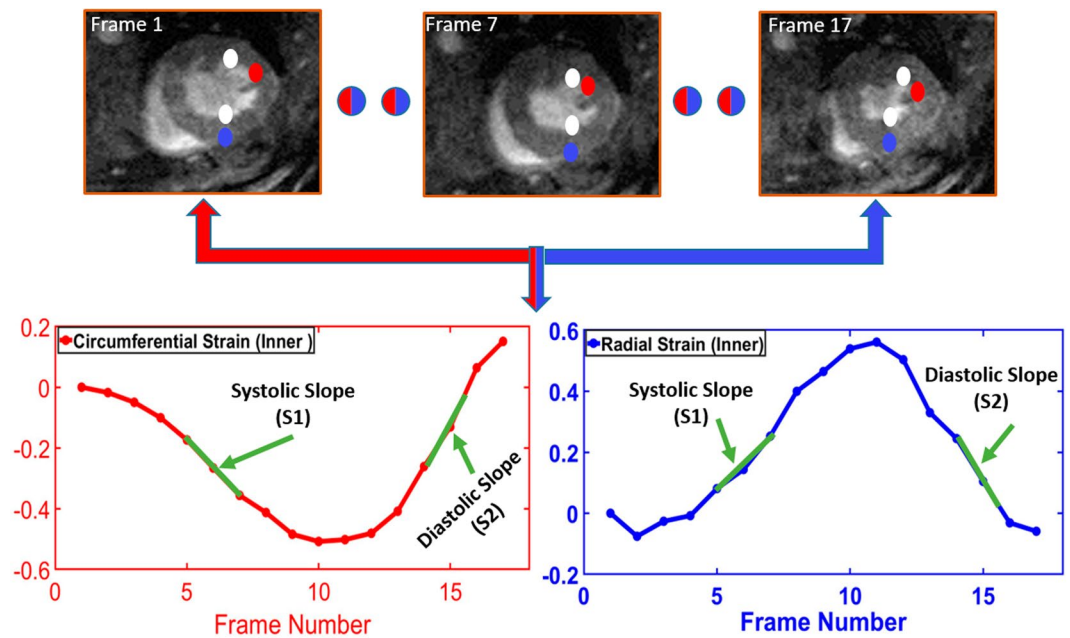 Frame 1
Frame 7
Frame 17
0.2
0
-0.2
-0.4
-0.6
Circumferential Strain (Inner )
Systolic Slope
(S1)
Diastolic Slope
(S2)
0
5
10
15
Frame Number
0.6
0.4
0.2
0
-0.2
Radial Strain (Inner)
Systolic Slope
(S1)
Diastolic Slope
(S2)
0
5
10
15
Frame Number